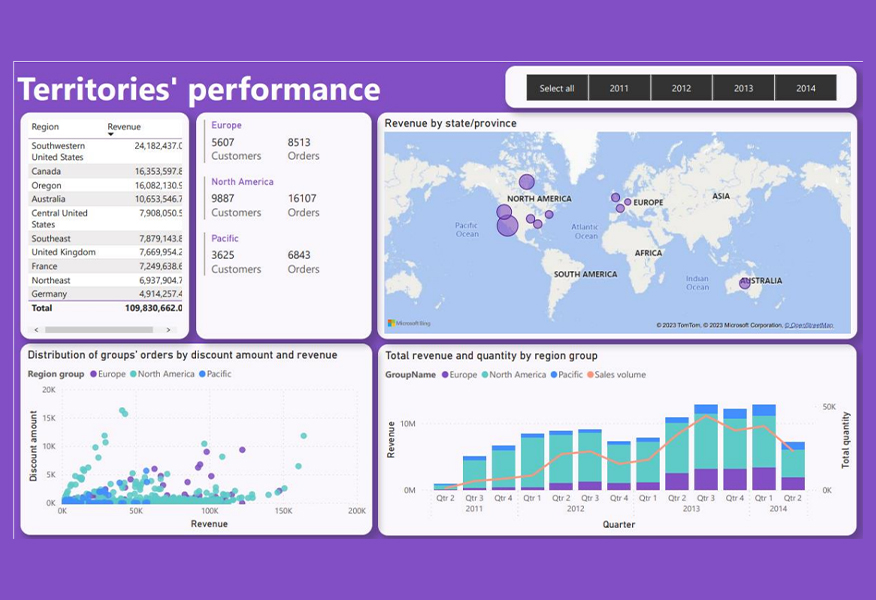 Territories' performance
Select all 2011 2012 2013 2014
Region Revenue
Southwestern United States 24,182,437.0
Canada 16,353,597.8
Oregon 16,082,130.9
Australia 10,653,546.7
Central United States 7,908,050.5
Southeast 7,879,143.8
United Kingdom 7,669,954.2
France 7,249,638.6
Northeast 6,937,904.7
Germany 4,914,257.4
Total 109,830,662.0
Europe
5607 8513
Customers Orders
North America
9887 16107
Customers Orders
Pacific
3625 6843
Customers Orders
Revenue by state/province
NORTH AMERICA
EUROPE
ASIA
Pacific Ocean
Atlantic Ocean
AFRICA
SOUTH AMERICA
Indian Ocean
AUSTRALIA
Microsoft Bing
© 2023 TomTom, © 2023 Microsoft Corporation, © OpenStreetMap
Distribution of groups' orders by discount amount and revenue
Region group Europe North America Pacific
Discount amount
20K
15K
10K
5K
0K
0K 50K 100K 150K 200K
Revenue
Total revenue and quantity by region group
GroupName Europe North America Pacific Sales volume
Revenue
10M
0M
50K
0K
Total quantity
Qtr 2 Qtr 3 Qtr 4 Qtr 1 Qtr 2 Qtr 3 Qtr 4 Qtr 1 Qtr 2 Qtr 3 Qtr 4 Qtr 1 Qtr 2
2011 2012 2013 2014
Quarter